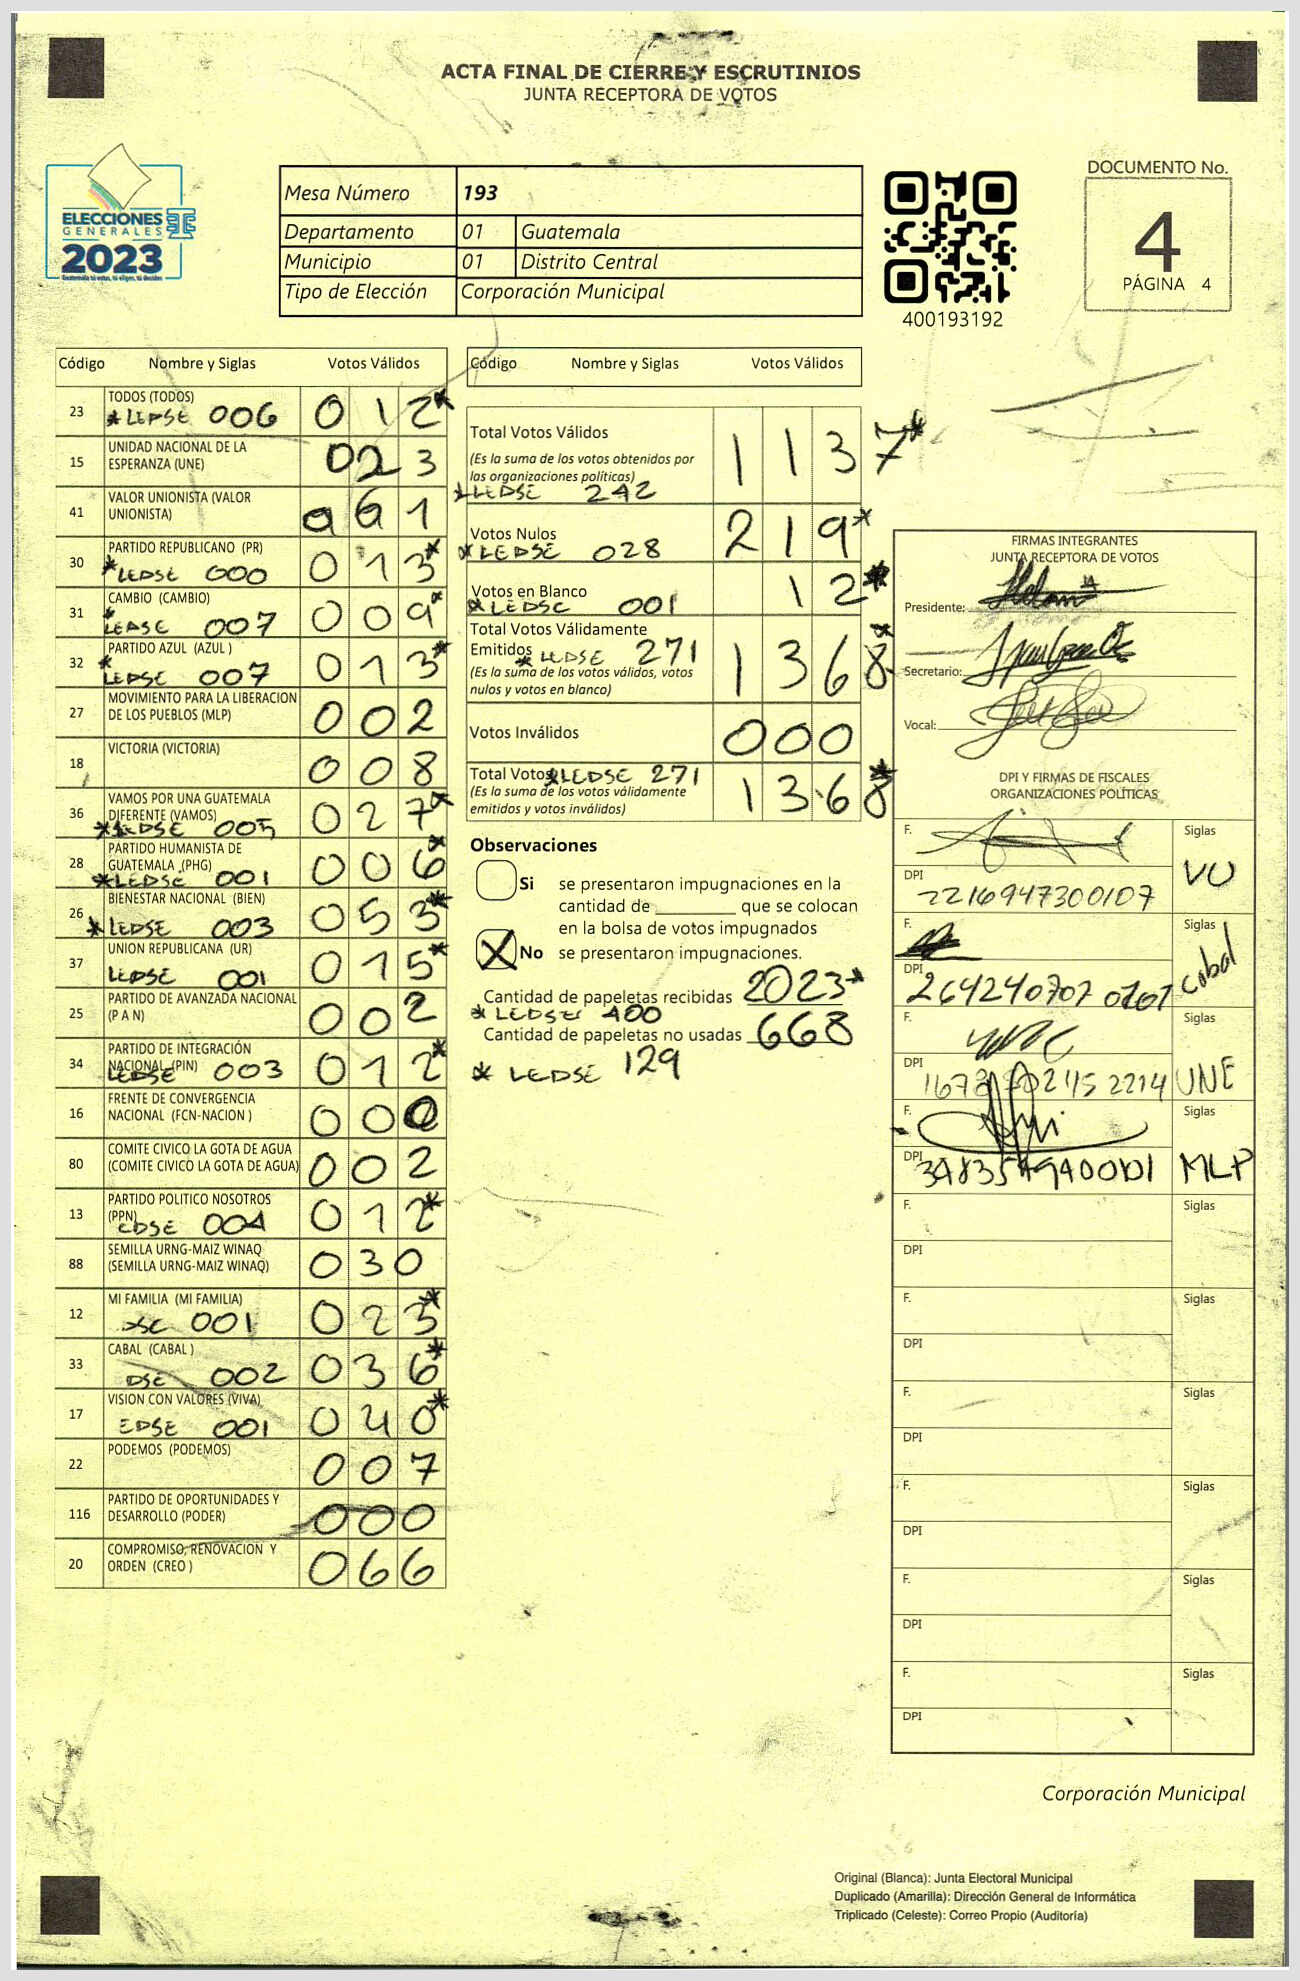 ACTA FINAL DE CIERRE Y ESCRUTINIOS
JUNTA RECEPTORA DE VOTOS
ELECCIONES
GENERALES
2023
Guatemala tú votas, tú eliges, tú decides
Mesa Número 193
Departamento 01 Guatemala
Municipio 01 Distrito Central
Tipo de Elección Corporación Municipal
400193192
DOCUMENTO No.
4
PÁGINA 4
Código Nombre y Siglas Votos Válidos
23 TODOS (TODOS) 012*
*LEDSE 006
15 UNIDAD NACIONAL DE LA
ESPERANZA (UNE) 023
41 VALOR UNIONISTA (VALOR
UNIONISTA) 061
30 PARTIDO REPUBLICANO (PR) 013*
*LEDSE 000
31 CAMBIO (CAMBIO) 009*
*LEDSE 007
32 PARTIDO AZUL (AZUL ) 013*
*LEDSE 007
27 MOVIMIENTO PARA LA LIBERACION
DE LOS PUEBLOS (MLP) 002
18 VICTORIA (VICTORIA) 008
36 VAMOS POR UNA GUATEMALA
DIFERENTE (VAMOS) 027*
*LEDSE 005
28 PARTIDO HUMANISTA DE
GUATEMALA (PHG) 006*
*LEDSE 001
26 BIENESTAR NACIONAL (BIEN) 053*
*LEDSE 003
37 UNION REPUBLICANA (UR) 015*
LEDSE 001
25 PARTIDO DE AVANZADA NACIONAL
(P A N) 002
34 PARTIDO DE INTEGRACIÓN
NACIONAL (PIN) 012*
LEDSE 003
16 FRENTE DE CONVERGENCIA
NACIONAL (FCN-NACION ) 000
80 COMITE CIVICO LA GOTA DE AGUA
(COMITE CIVICO LA GOTA DE AGUA) 002
13 PARTIDO POLITICO NOSOTROS
(PPN) 012*
EDSE 004
88 SEMILLA URNG-MAIZ WINAQ
(SEMILLA URNG-MAIZ WINAQ) 030
12 MI FAMILIA (MI FAMILIA) 023*
DSE 001
33 CABAL (CABAL ) 036*
DSE 002
17 VISION CON VALORES (VIVA) 040*
EDSE 001
22 PODEMOS (PODEMOS) 007
116 PARTIDO DE OPORTUNIDADES Y
DESARROLLO (PODER) 000
20 COMPROMISO, RENOVACION Y
ORDEN (CREO ) 066
Código Nombre y Siglas Votos Válidos
Total Votos Válidos 1137*
(Es la suma de los votos obtenidos por
las organizaciones políticas)
*LEDSE 242
Votos Nulos 219*
*LEDSE 028
Votos en Blanco 12*
*LEDSE 001
Total Votos Válidamente
Emitidos *LEDSE 271 1368*
(Es la suma de los votos válidos, votos
nulos y votos en blanco)
Votos Inválidos 000
Total Votos *LEDSE 271 1368*
(Es la suma de los votos válidamente
emitidos y votos inválidos)
Observaciones
Si se presentaron impugnaciones en la
cantidad de ________ que se colocan
en la bolsa de votos impugnados
X No se presentaron impugnaciones.
Cantidad de papeletas recibidas 2023*
*LEDSE 400
Cantidad de papeletas no usadas 668
* LEDSE 129
FIRMAS INTEGRANTES
JUNTA RECEPTORA DE VOTOS
Presidente:
Secretario:
Vocal:
DPI Y FIRMAS DE FISCALES
ORGANIZACIONES POLÍTICAS
F. Siglas
DPI 2216947300107 VU
F. Siglas
DPI 264240707 0101 Cabal
F. Siglas
DPI UNE
F. Siglas
DPI MLP
F. Siglas
DPI
F. Siglas
DPI
F. Siglas
DPI
F. Siglas
DPI
F. Siglas
DPI
F. Siglas
DPI
Corporación Municipal
Original (Blanca): Junta Electoral Municipal
Duplicado (Amarilla): Dirección General de Informática
Triplicado (Celeste): Correo Propio (Auditoría)